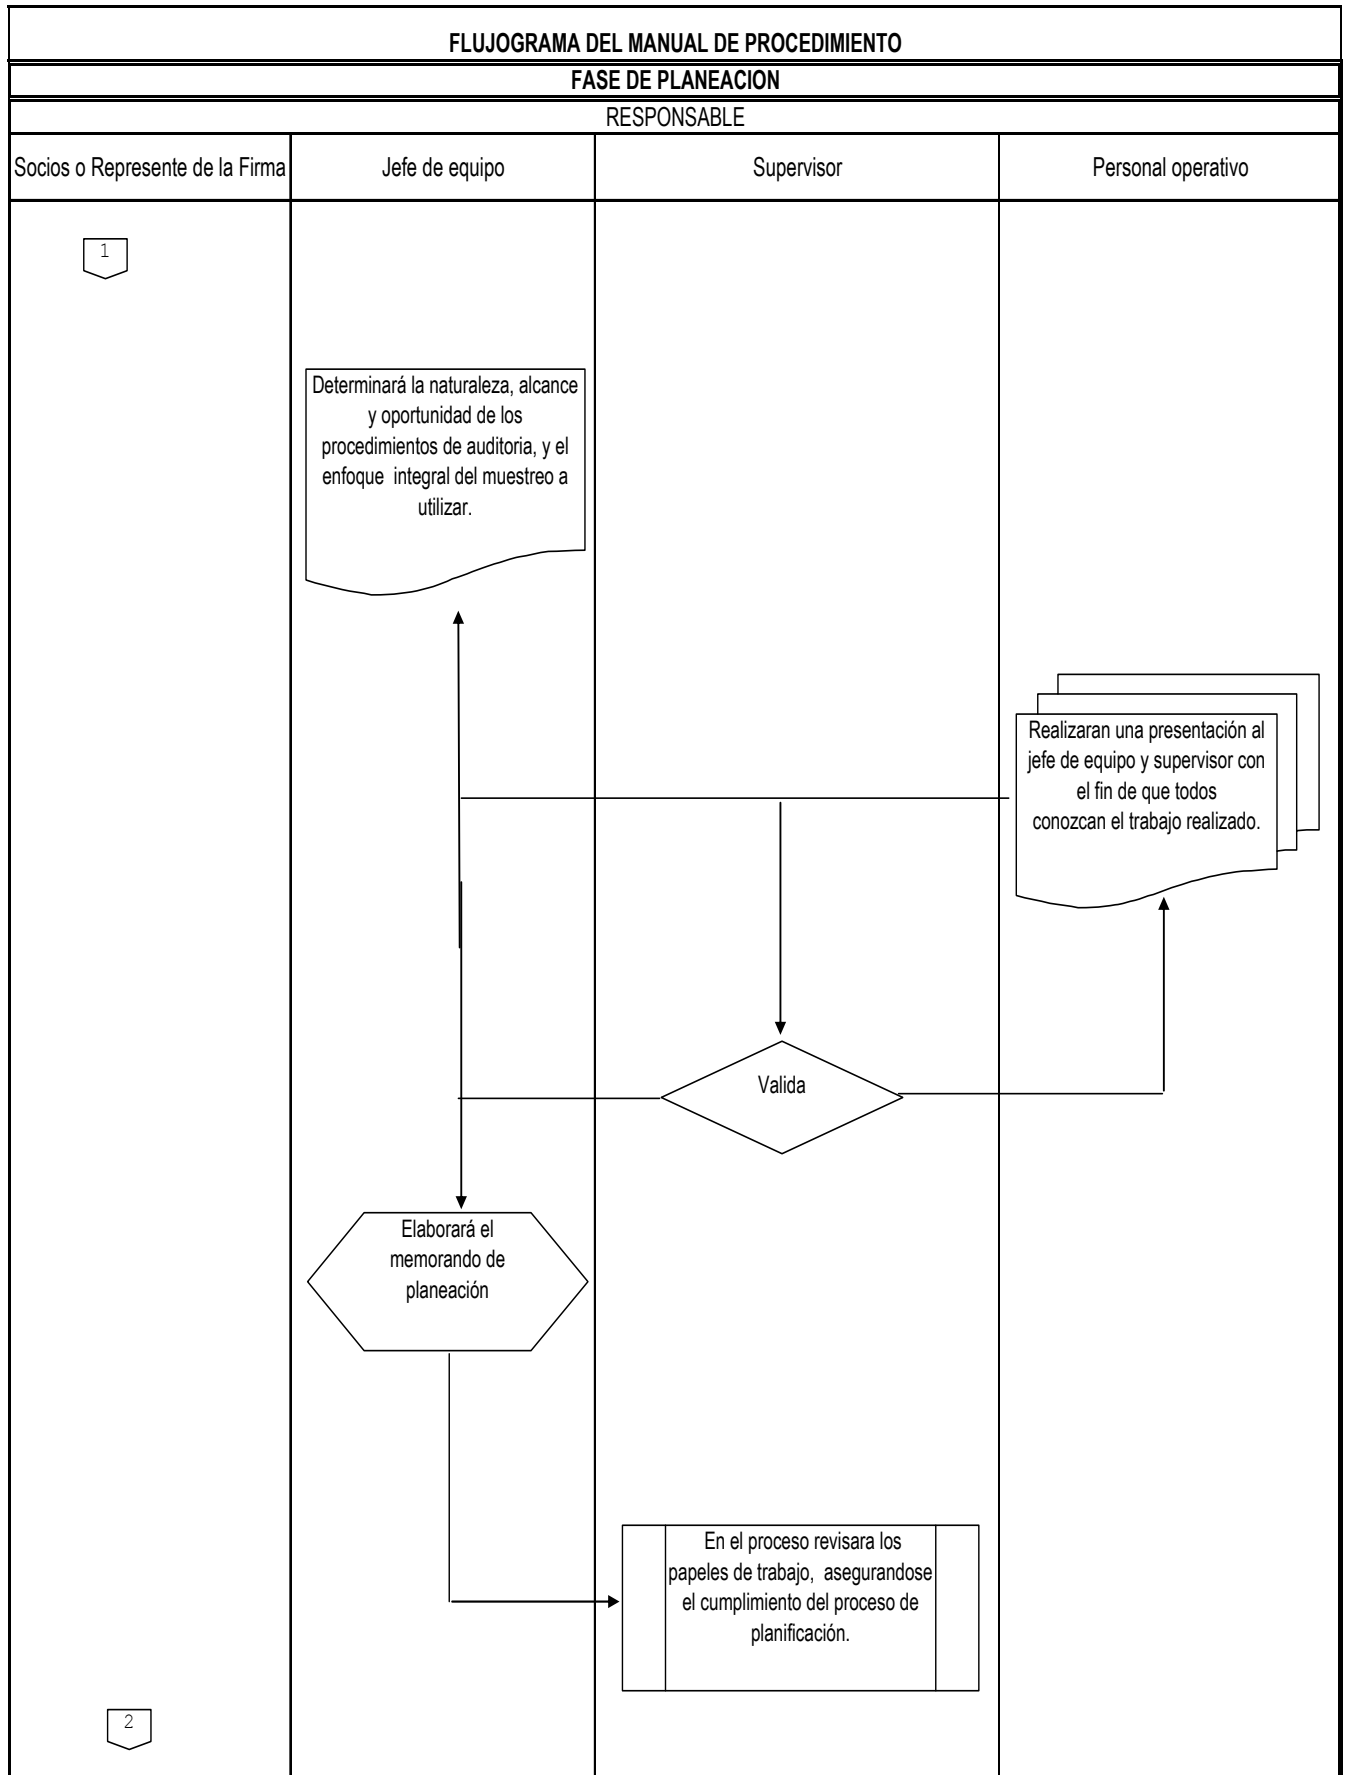 FLUJOGRAMA DEL MANUAL DE PROCEDIMIENTO
FASE DE PLANEACION
RESPONSABLE
Socios o Represente de la Firma
Jefe de equipo
Supervisor
Personal operativo
1
Determinará la naturaleza, alcance
y oportunidad de los
procedimientos de auditoria, y el
enfoque integral del muestreo a
utilizar.
Realizaran una presentación al
jefe de equipo y supervisor con
el fin de que todos
conozcan el trabajo realizado.
Valida
Elaborará el
memorando de
planeación
En el proceso revisara los
papeles de trabajo, asegurandose
el cumplimiento del proceso de
planificación.
2